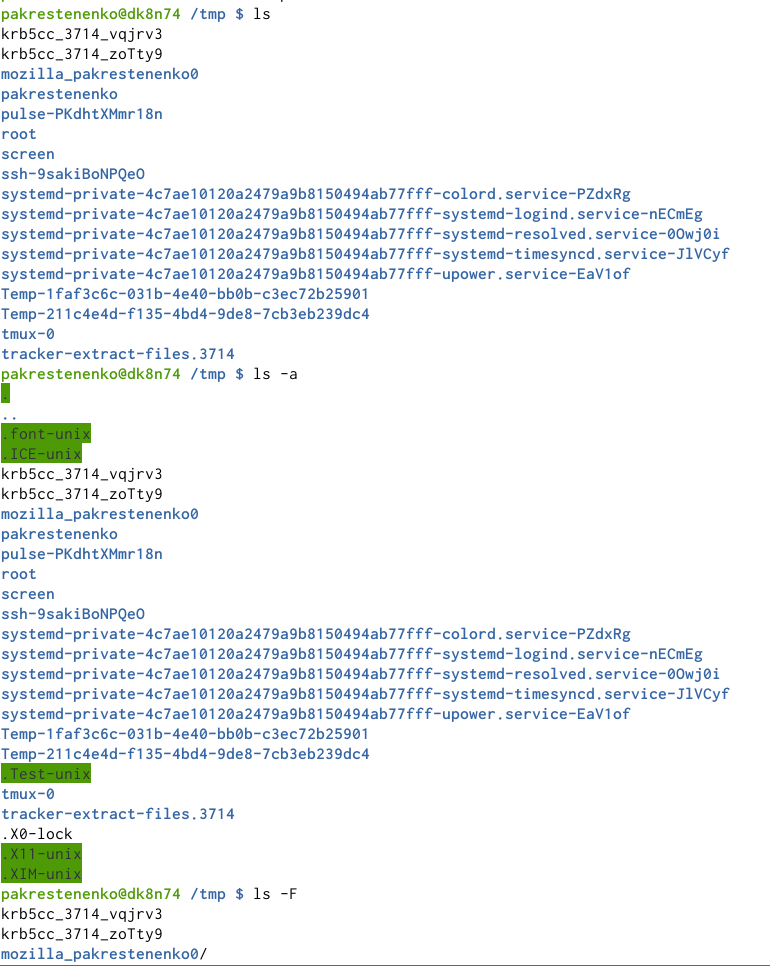 pakrestenenko@dk8n74 /tmp $ ls
krb5cc_3714_vqjrv3
krb5cc_3714_zoTty9
mozilla_pakrestenenko0
pakrestenenko
pulse-PKdhtXMmr18n
root
screen
ssh-9sakiBoNPQeO
systemd-private-4c7ae10120a2479a9b8150494ab77fff-colord.service-PZdxRg
systemd-private-4c7ae10120a2479a9b8150494ab77fff-systemd-logind.service-nECmEg
systemd-private-4c7ae10120a2479a9b8150494ab77fff-systemd-resolved.service-0Owj0i
systemd-private-4c7ae10120a2479a9b8150494ab77fff-systemd-timesyncd.service-JlVCyf
systemd-private-4c7ae10120a2479a9b8150494ab77fff-upower.service-EaV1of
Temp-1faf3c6c-031b-4e40-bb0b-c3ec72b25901
Temp-211c4e4d-f135-4bd4-9de8-7cb3eb239dc4
tmux-0
tracker-extract-files.3714
pakrestenenko@dk8n74 /tmp $ ls -a
.
..
.font-unix
.ICE-unix
krb5cc_3714_vqjrv3
krb5cc_3714_zoTty9
mozilla_pakrestenenko0
pakrestenenko
pulse-PKdhtXMmr18n
root
screen
ssh-9sakiBoNPQeO
systemd-private-4c7ae10120a2479a9b8150494ab77fff-colord.service-PZdxRg
systemd-private-4c7ae10120a2479a9b8150494ab77fff-systemd-logind.service-nECmEg
systemd-private-4c7ae10120a2479a9b8150494ab77fff-systemd-resolved.service-0Owj0i
systemd-private-4c7ae10120a2479a9b8150494ab77fff-systemd-timesyncd.service-JlVCyf
systemd-private-4c7ae10120a2479a9b8150494ab77fff-upower.service-EaV1of
Temp-1faf3c6c-031b-4e40-bb0b-c3ec72b25901
Temp-211c4e4d-f135-4bd4-9de8-7cb3eb239dc4
.Test-unix
tmux-0
tracker-extract-files.3714
.X0-lock
.X11-unix
.XIM-unix
pakrestenenko@dk8n74 /tmp $ ls -F
krb5cc_3714_vqjrv3
krb5cc_3714_zoTty9
mozilla_pakrestenenko0/